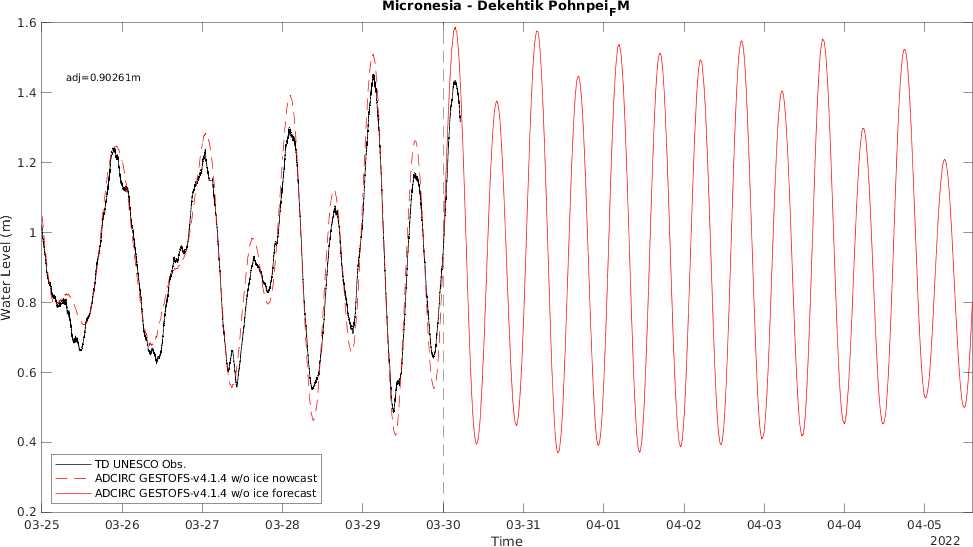 Micronesia - Dekehtik Pohnpei_FM
adj=0.90261m
1.6
1.4
1.2
1
0.8
0.6
0.4
0.2
Water Level (m)
TD UNESCO Obs.
ADCIRC GESTOFS-v4.1.4 w/o ice nowcast
ADCIRC GESTOFS-v4.1.4 w/o ice forecast
03-25 03-26 03-27 03-28 03-29 03-30 03-31 04-01 04-02 04-03 04-04 04-05
Time
2022